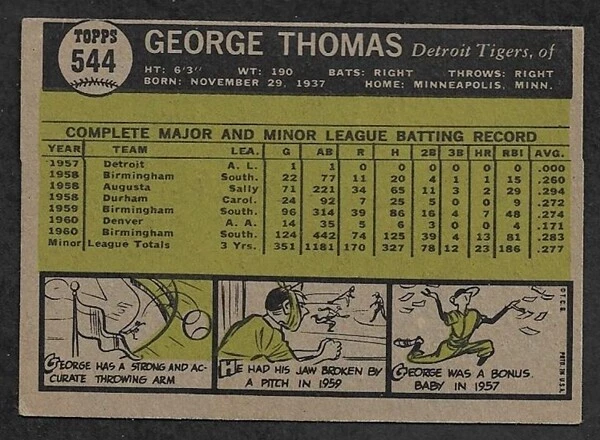 TOPPS
544
GEORGE THOMAS Detroit Tigers, of
HT: 6'3" WT: 190 BATS: RIGHT THROWS: RIGHT
BORN: NOVEMBER 29, 1937 HOME: MINNEAPOLIS, MINN.
COMPLETE MAJOR AND MINOR LEAGUE BATTING RECORD
YEAR TEAM LEA. G AB R H 2B 3B HR RBI AVG.
1957 Detroit A. L. 1 1 0 0 0 0 0 0 .000
1958 Birmingham South. 22 77 11 20 4 1 1 15 .260
1958 Augusta Sally 71 221 34 65 11 3 2 29 .294
1958 Durham Carol. 24 92 7 25 5 0 0 9 .272
1959 Birmingham South. 96 314 39 86 16 4 7 48 .274
1960 Denver A. A. 14 35 5 6 3 0 0 4 .171
1960 Birmingham South. 124 442 74 125 39 4 13 81 .283
Minor League Totals 3 Yrs. 351 1181 170 327 78 12 23 186 .277
GEORGE HAS A STRONG AND AC-
CURATE THROWING ARM
HE HAD HIS JAW BROKEN BY
A PITCH IN 1959
GEORGE WAS A BONUS
BABY IN 1957
© T.C.G.
PRTD. IN U.S.A.